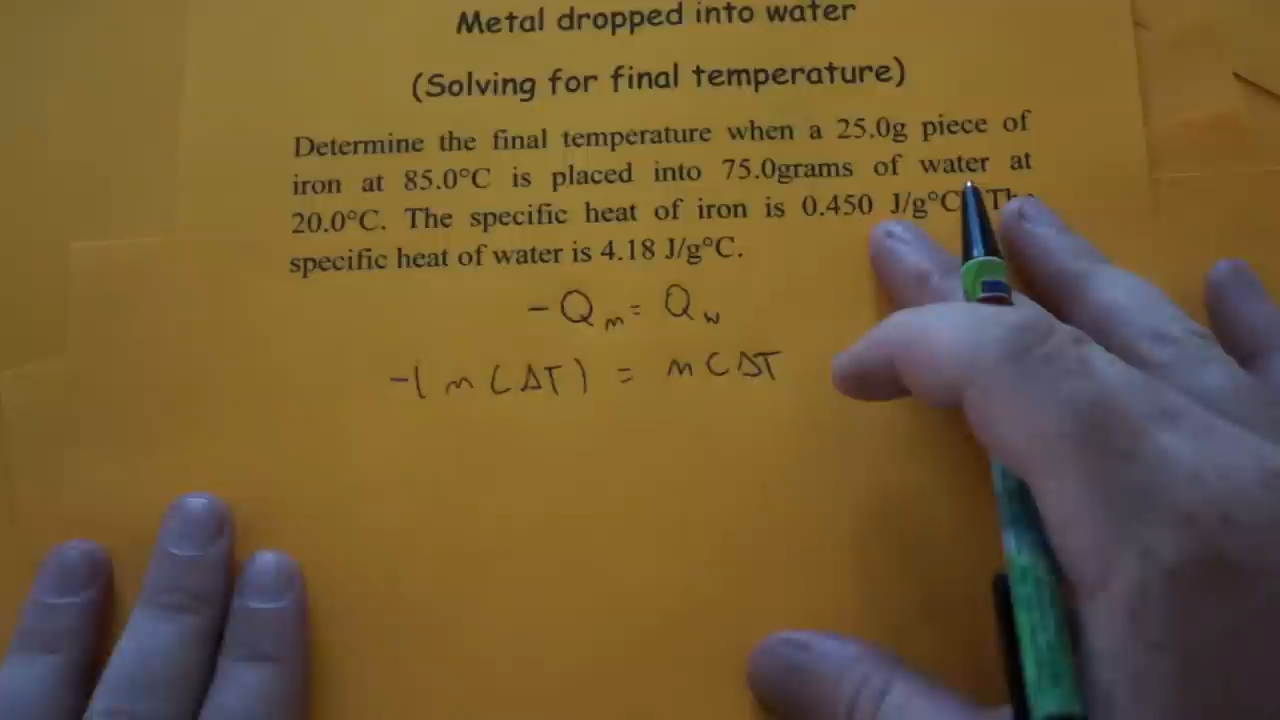 Metal dropped into water
(Solving for final temperature)
Determine the final temperature when a 25.0g piece of
iron at 85.0°C is placed into 75.0grams of water at
20.0°C. The specific heat of iron is 0.450 J/g°C. The
specific heat of water is 4.18 J/g°C.
-Qm = Qw
-(mCΔT) = mCΔT